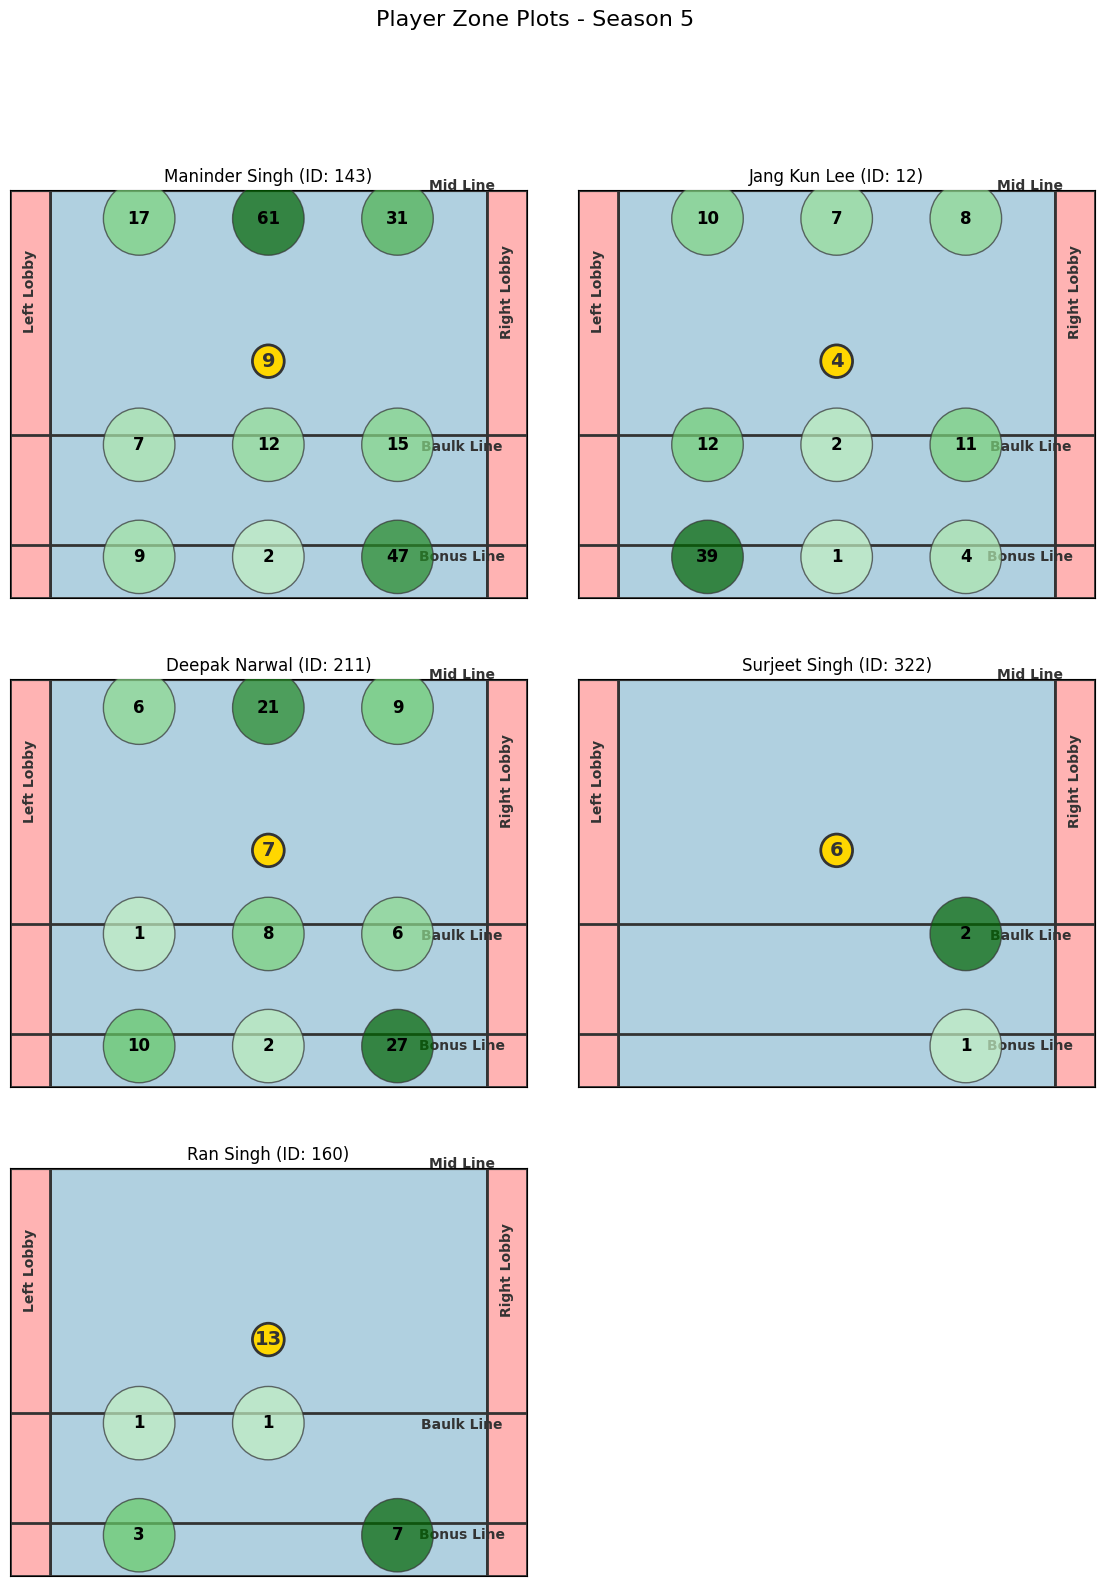 Player Zone Plots - Season 5
Maninder Singh (ID: 143)
Mid Line
17 61 31
Left Lobby
Right Lobby
9
7 12 15
Baulk Line
9 2 47
Bonus Line
Jang Kun Lee (ID: 12)
Mid Line
10 7 8
Left Lobby
Right Lobby
4
12 2 11
Baulk Line
39 1 4
Bonus Line
Deepak Narwal (ID: 211)
Mid Line
6 21 9
Left Lobby
Right Lobby
7
1 8 6
Baulk Line
10 2 27
Bonus Line
Surjeet Singh (ID: 322)
Mid Line
Left Lobby
Right Lobby
6
2
Baulk Line
1
Bonus Line
Ran Singh (ID: 160)
Mid Line
Left Lobby
Right Lobby
13
1 1
Baulk Line
3 7
Bonus Line